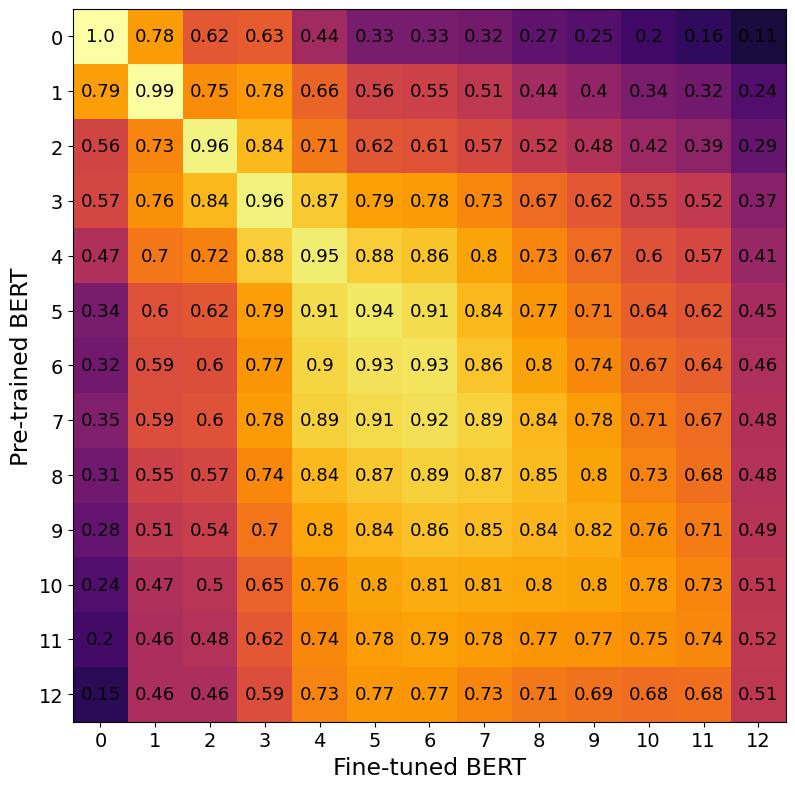 0 1.0 0.78 0.62 0.63 0.44 0.33 0.33 0.32 0.27 0.25 0.2 0.16 0.11
1 0.79 0.99 0.75 0.78 0.66 0.56 0.55 0.51 0.44 0.4 0.34 0.32 0.24
2 0.56 0.73 0.96 0.84 0.71 0.62 0.61 0.57 0.52 0.48 0.42 0.39 0.29
3 0.57 0.76 0.84 0.96 0.87 0.79 0.78 0.73 0.67 0.62 0.55 0.52 0.37
4 0.47 0.7 0.72 0.88 0.95 0.88 0.86 0.8 0.73 0.67 0.6 0.57 0.41
5 0.34 0.6 0.62 0.79 0.91 0.94 0.91 0.84 0.77 0.71 0.64 0.62 0.45
6 0.32 0.59 0.6 0.77 0.9 0.93 0.93 0.86 0.8 0.74 0.67 0.64 0.46
7 0.35 0.59 0.6 0.78 0.89 0.91 0.92 0.89 0.84 0.78 0.71 0.67 0.48
8 0.31 0.55 0.57 0.74 0.84 0.87 0.89 0.87 0.85 0.8 0.73 0.68 0.48
9 0.28 0.51 0.54 0.7 0.8 0.84 0.86 0.85 0.84 0.82 0.76 0.71 0.49
10 0.24 0.47 0.5 0.65 0.76 0.8 0.81 0.81 0.8 0.8 0.78 0.73 0.51
11 0.2 0.46 0.48 0.62 0.74 0.78 0.79 0.78 0.77 0.77 0.75 0.74 0.52
12 0.15 0.46 0.46 0.59 0.73 0.77 0.77 0.73 0.71 0.69 0.68 0.68 0.51
0 1 2 3 4 5 6 7 8 9 10 11 12
Fine-tuned BERT
Pre-trained BERT